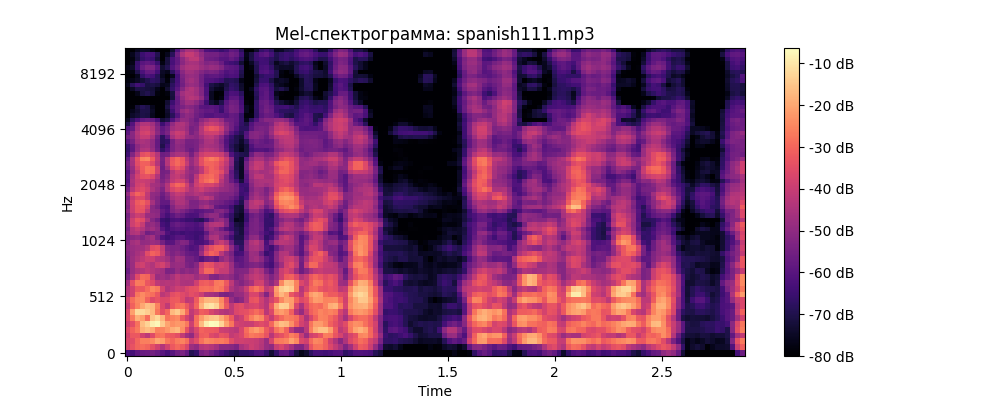 Mel-спектрограмма: spanish111.mp3
8192
4096
2048
1024
512
0
Hz
0
0.5
1
1.5
2
2.5
Time
-10 dB
-20 dB
-30 dB
-40 dB
-50 dB
-60 dB
-70 dB
-80 dB